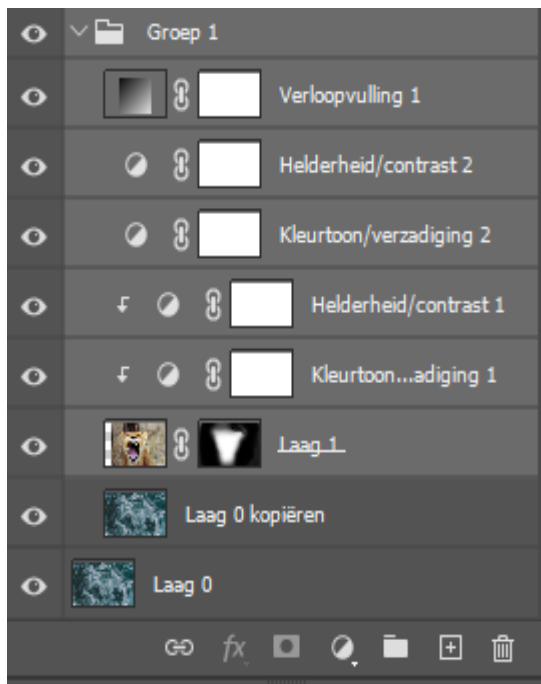 Groep 1
Verloopvulling 1
Helderheid/contrast 2
Kleurtoon/verzadiging 2
Helderheid/contrast 1
Kleurtoon...adiging 1
Laag 1
Laag 0 kopiëren
Laag 0
fx